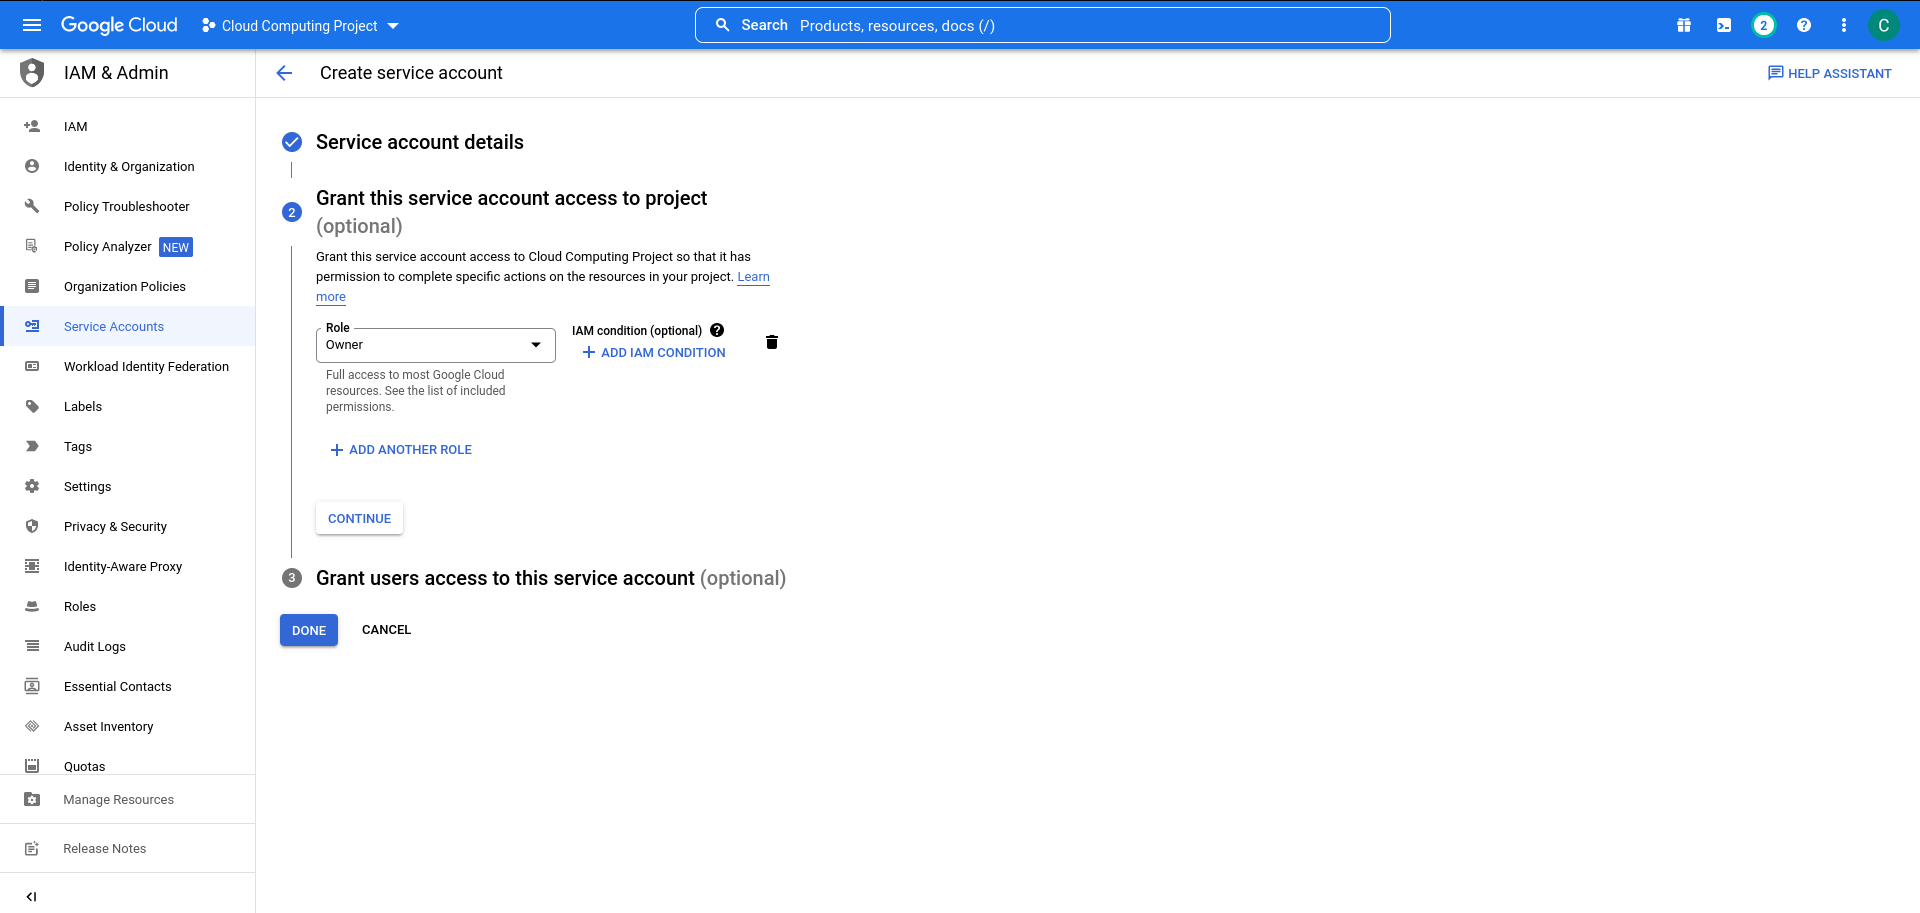 Google Cloud
Cloud Computing Project
Search Products, resources, docs (/)
2
C
IAM & Admin
Create service account
HELP ASSISTANT
IAM
Identity & Organization
Policy Troubleshooter
Policy Analyzer NEW
Organization Policies
Service Accounts
Workload Identity Federation
Labels
Tags
Settings
Privacy & Security
Identity-Aware Proxy
Roles
Audit Logs
Essential Contacts
Asset Inventory
Quotas
Manage Resources
Release Notes
Service account details
2
Grant this service account access to project
(optional)
Grant this service account access to Cloud Computing Project so that it has
permission to complete specific actions on the resources in your project. Learn
more
Role
Owner
IAM condition (optional) ?
ADD IAM CONDITION
Full access to most Google Cloud
resources. See the list of included
permissions.
ADD ANOTHER ROLE
CONTINUE
3 Grant users access to this service account (optional)
DONE CANCEL